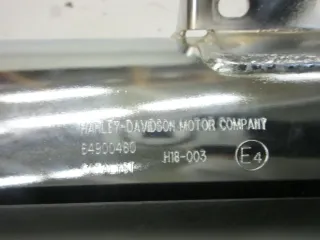 HARLEY-DAVIDSON MOTOR COMPANY
64900460 H18-003 E4